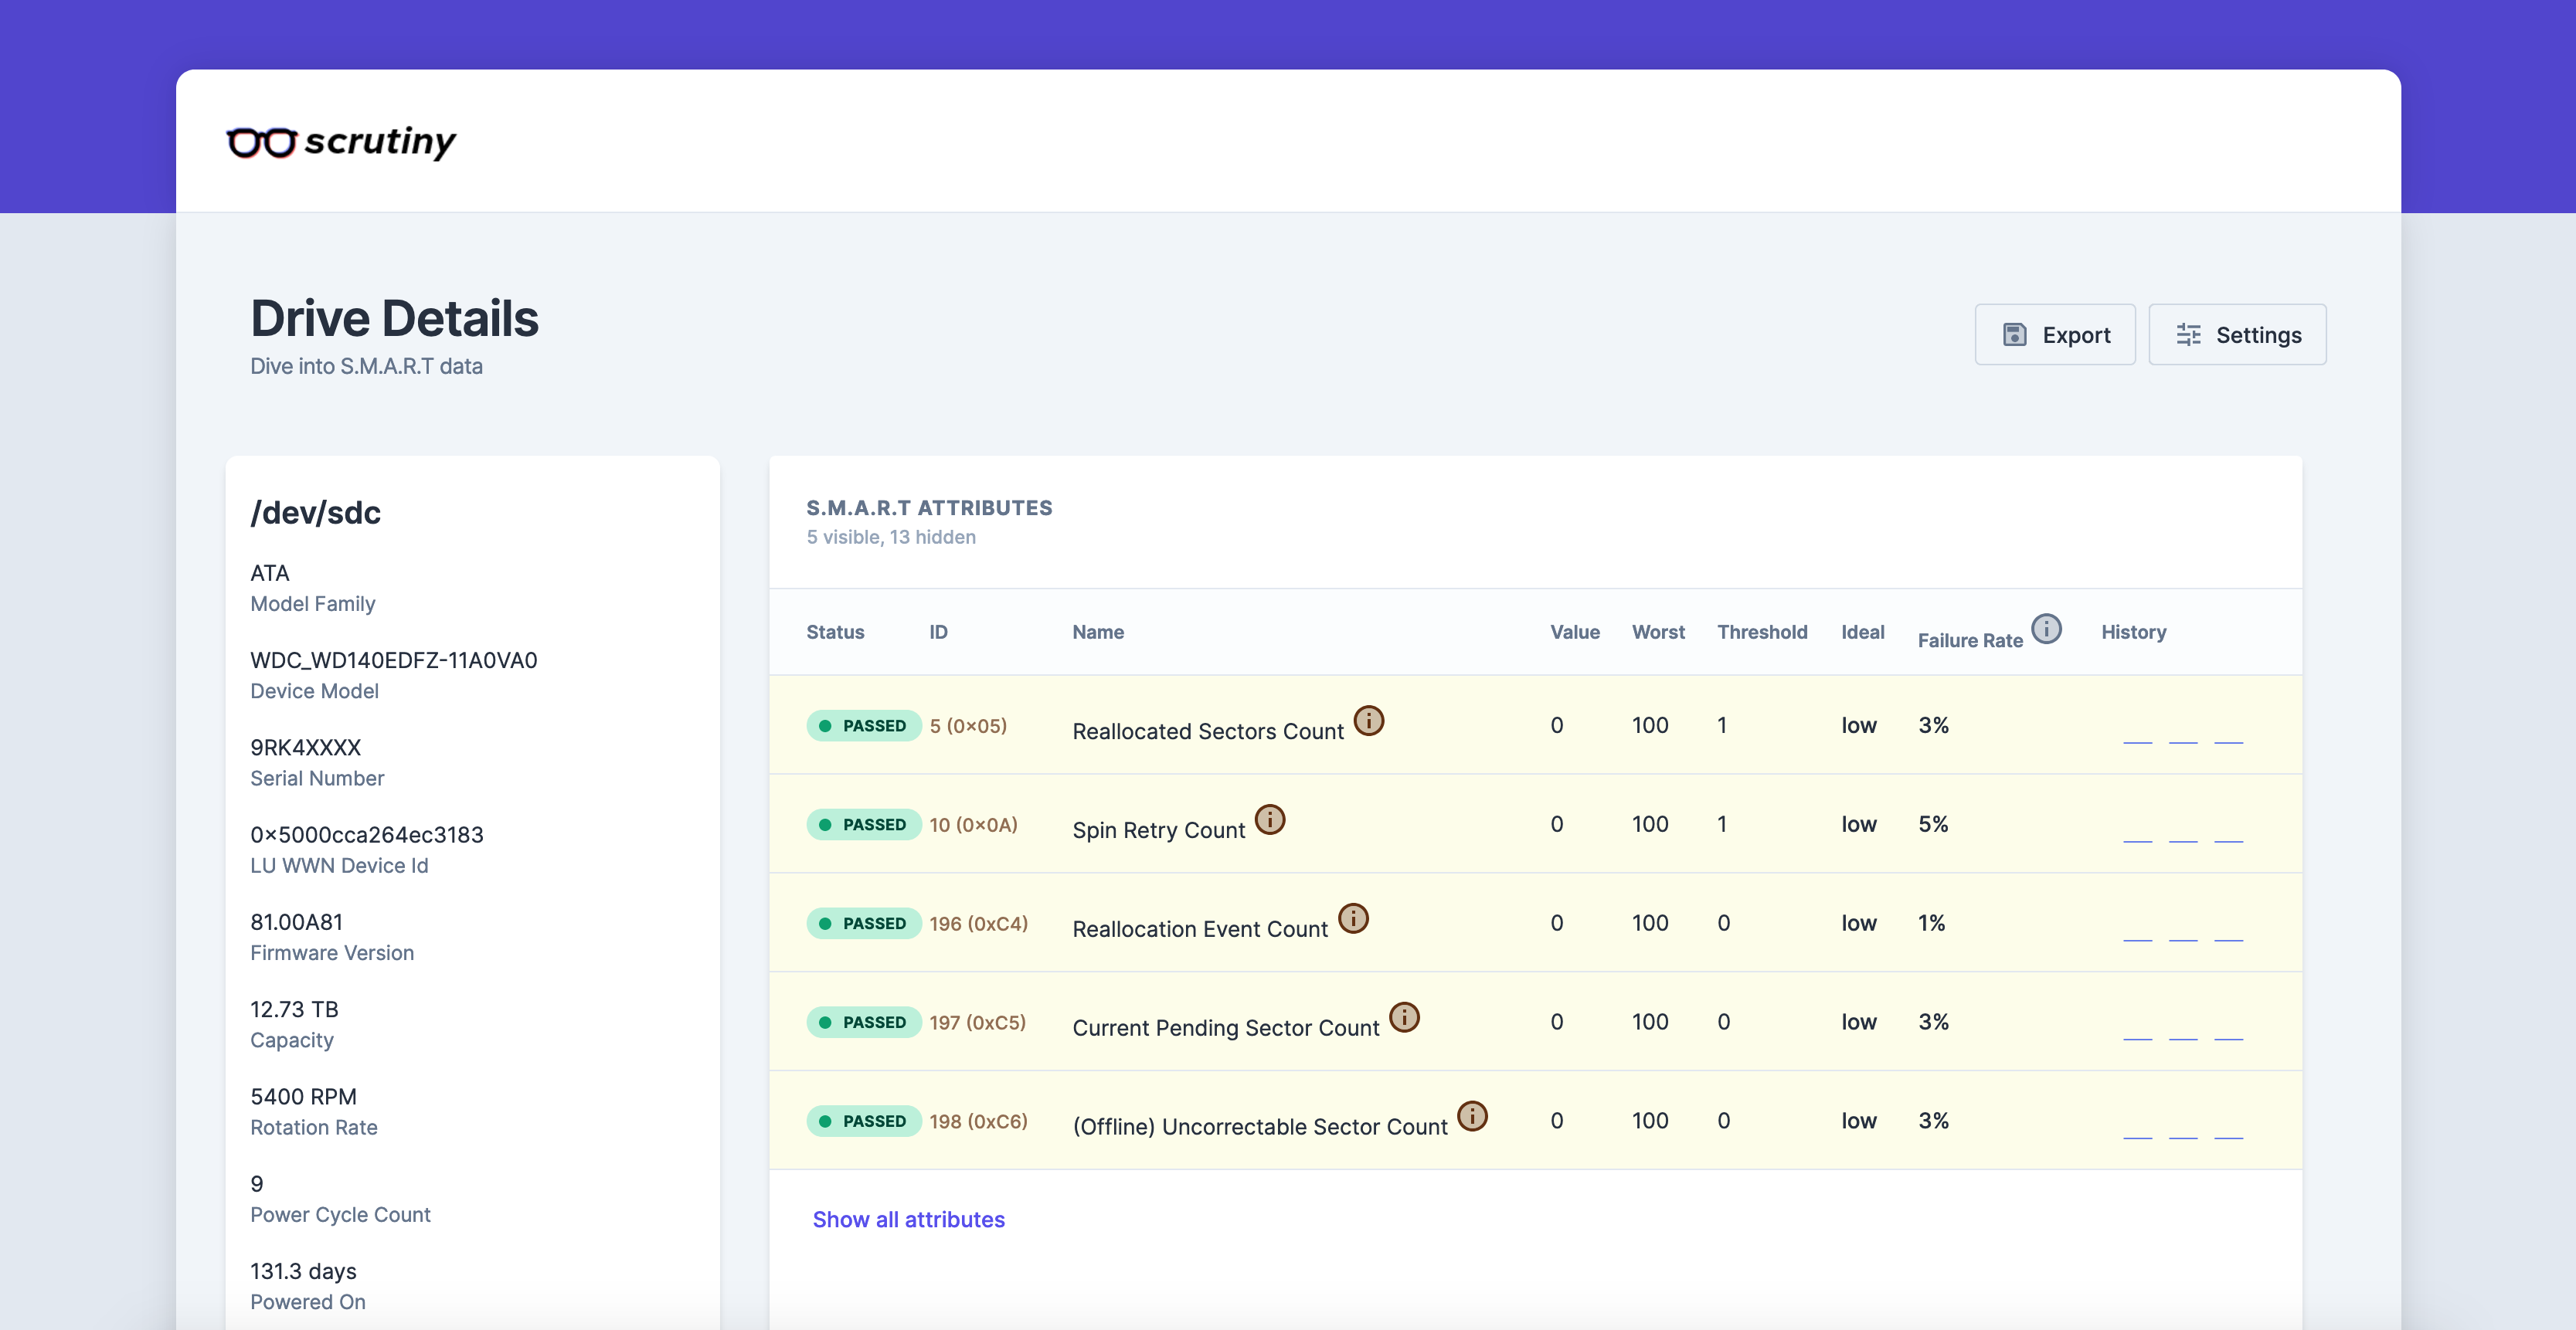 scrutiny
Drive Details
Dive into S.M.A.R.T data
Export
Settings
/dev/sdc
ATA
Model Family
WDC_WD140EDFZ-11A0VA0
Device Model
9RK4XXXX
Serial Number
0x5000cca264ec3183
LU WWN Device Id
81.00A81
Firmware Version
12.73 TB
Capacity
5400 RPM
Rotation Rate
9
Power Cycle Count
131.3 days
Powered On
S.M.A.R.T ATTRIBUTES
5 visible, 13 hidden
Status ID Name Value Worst Threshold Ideal Failure Rate History
PASSED 5 (0x05) Reallocated Sectors Count 0 100 1 low 3%
PASSED 10 (0x0A) Spin Retry Count 0 100 1 low 5%
PASSED 196 (0xC4) Reallocation Event Count 0 100 0 low 1%
PASSED 197 (0xC5) Current Pending Sector Count 0 100 0 low 3%
PASSED 198 (0xC6) (Offline) Uncorrectable Sector Count 0 100 0 low 3%
Show all attributes